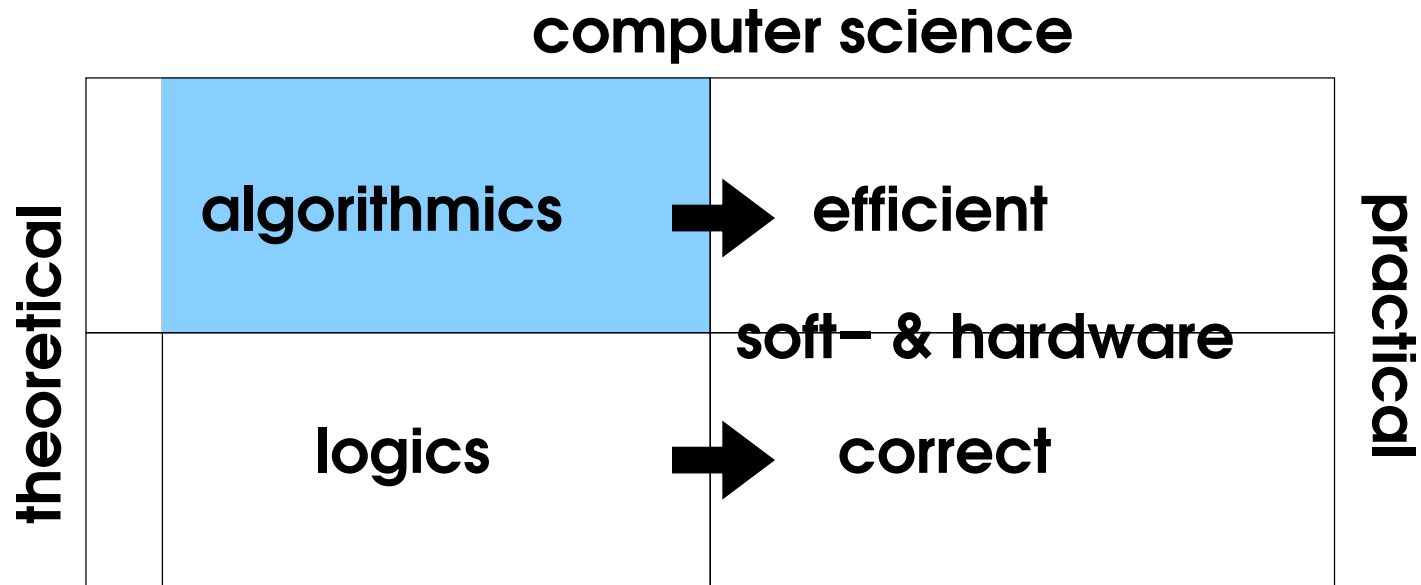 computer science
theoretical
algorithmics
efficient
soft– & hardware
logics
correct
practical